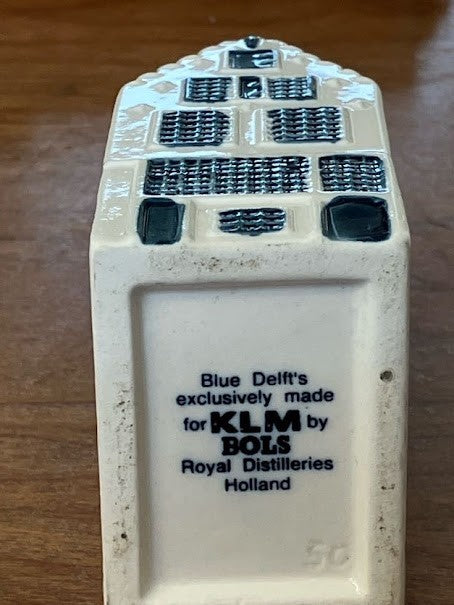 Blue Delft's
exclusively made
for KLM by
BOLS
Royal Distilleries
Holland